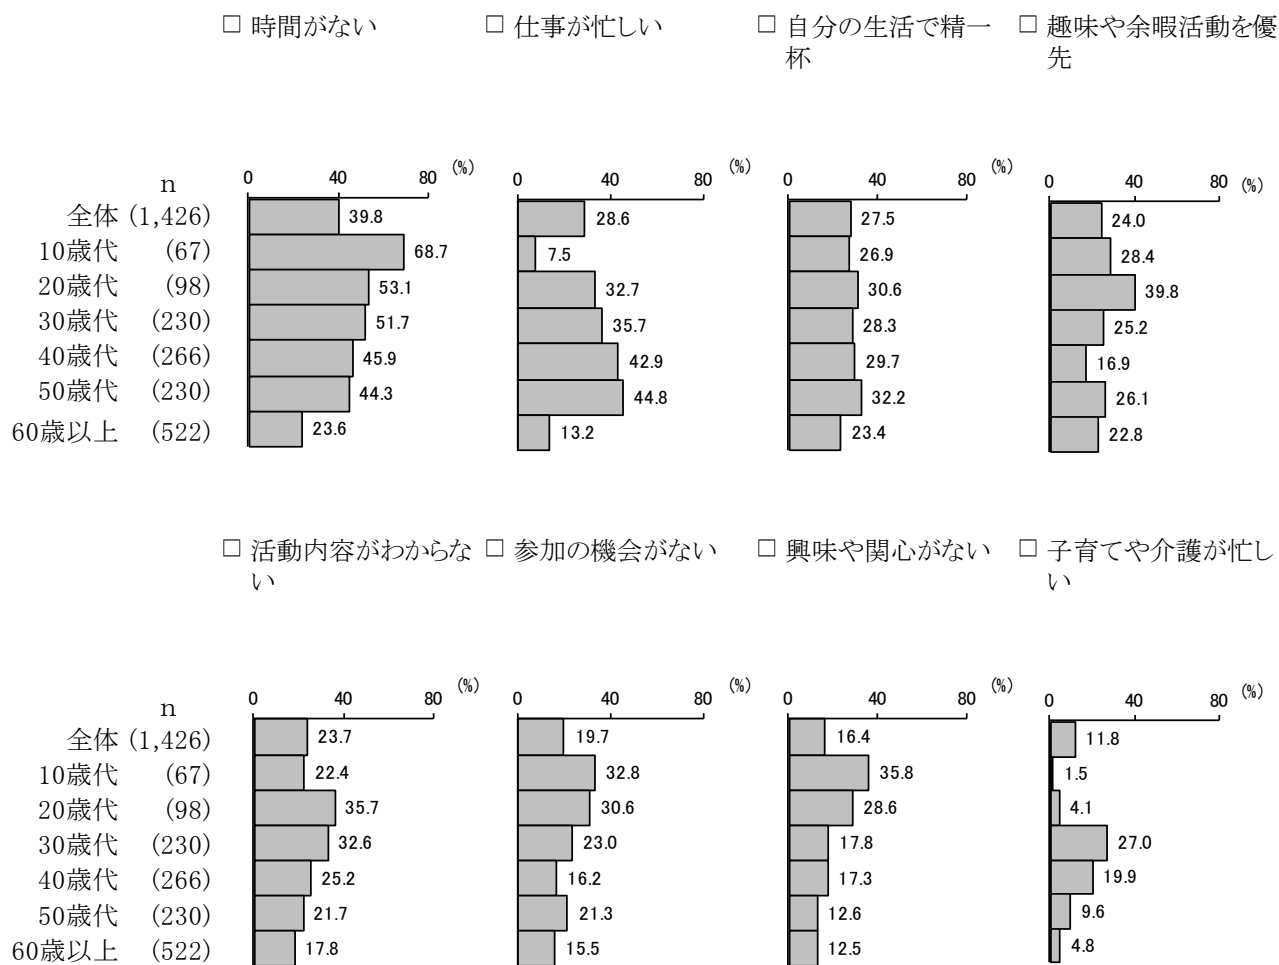 □ 時間がない □ 仕事が忙しい □ 自分の生活で精一 □ 趣味や余暇活動を優
杯 先
0 40 80 (%) 0 40 80 (%) 0 40 80 (%) 0 40 80 (%)
n
全体 (1,426) 39.8 28.6 27.5 24.0
10歳代 (67) 68.7 7.5 26.9 28.4
20歳代 (98) 53.1 32.7 30.6 39.8
30歳代 (230) 51.7 35.7 28.3 25.2
40歳代 (266) 45.9 42.9 29.7 16.9
50歳代 (230) 44.3 44.8 32.2 26.1
60歳以上 (522) 23.6 13.2 23.4 22.8
□ 活動内容がわからな □ 参加の機会がない □ 興味や関心がない □ 子育てや介護が忙し
い い
0 40 80 (%) 0 40 80 (%) 0 40 80 (%) 0 40 80 (%)
n
全体 (1,426) 23.7 19.7 16.4 11.8
10歳代 (67) 22.4 32.8 35.8 1.5
20歳代 (98) 35.7 30.6 28.6 4.1
30歳代 (230) 32.6 23.0 17.8 27.0
40歳代 (266) 25.2 16.2 17.3 19.9
50歳代 (230) 21.7 21.3 12.6 9.6
60歳以上 (522) 17.8 15.5 12.5 4.8